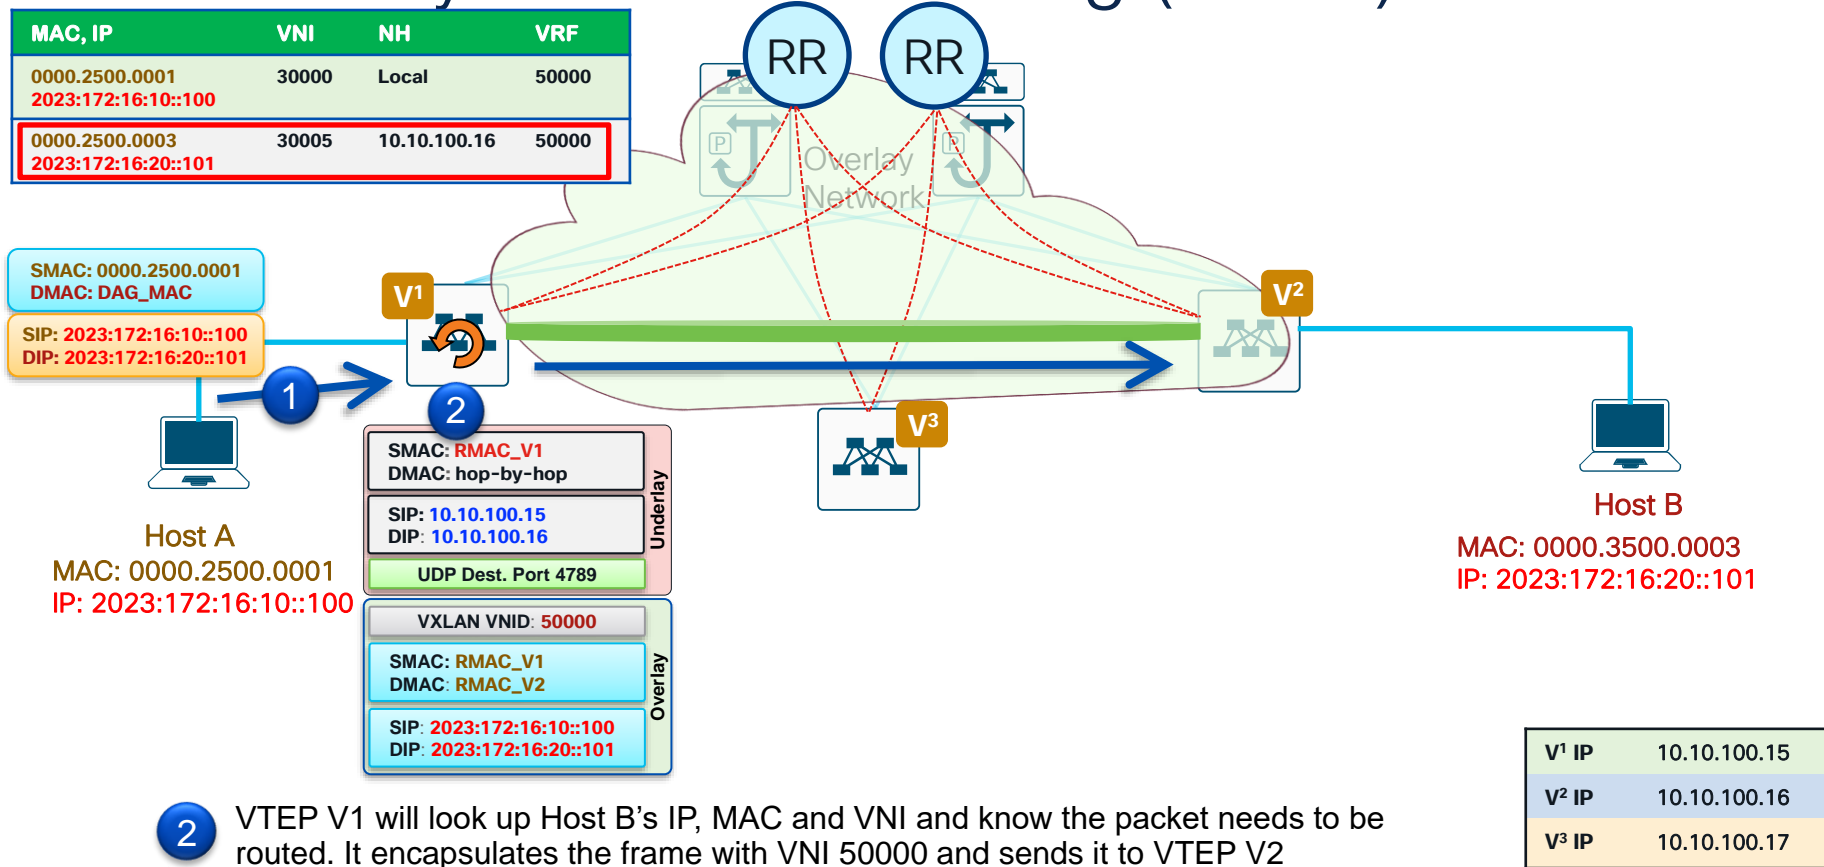 MAC, IP VNI NH VRF
0000.2500.0001 30000 Local 50000
2023:172:16:10::100
0000.2500.0003 30005 10.10.100.16 50000
2023:172:16:20::101
RR RR
P P
Overlay
Network
SMAC: 0000.2500.0001
DMAC: DAG_MAC
SIP: 2023:172:16:10::100
DIP: 2023:172:16:20::101
V1
V2
V3
1
2
Host A
MAC: 0000.2500.0001
IP: 2023:172:16:10::100
SMAC: RMAC_V1
DMAC: hop-by-hop
SIP: 10.10.100.15
DIP: 10.10.100.16
UDP Dest. Port 4789
Underlay
VXLAN VNID: 50000
SMAC: RMAC_V1
DMAC: RMAC_V2
SIP: 2023:172:16:10::100
DIP: 2023:172:16:20::101
Overlay
Host B
MAC: 0000.3500.0003
IP: 2023:172:16:20::101
2 VTEP V1 will look up Host B's IP, MAC and VNI and know the packet needs to be
routed. It encapsulates the frame with VNI 50000 and sends it to VTEP V2
V1 IP 10.10.100.15
V2 IP 10.10.100.16
V3 IP 10.10.100.17